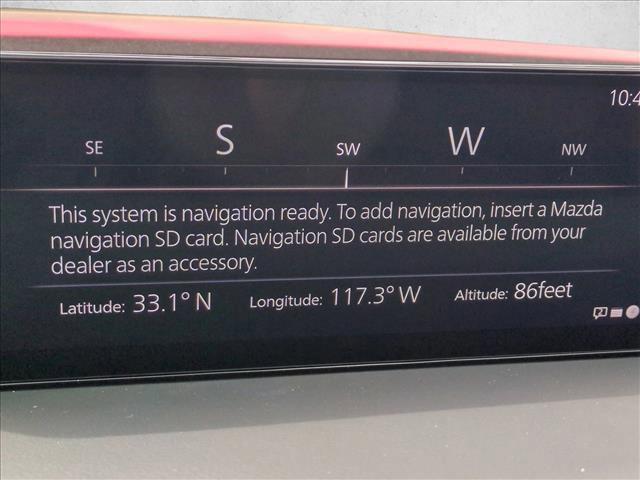 10:4
SE S SW W NW
This system is navigation ready. To add navigation, insert a Mazda
navigation SD card. Navigation SD cards are available from your
dealer as an accessory.
Latitude: 33.1° N Longitude: 117.3° W Altitude: 86feet